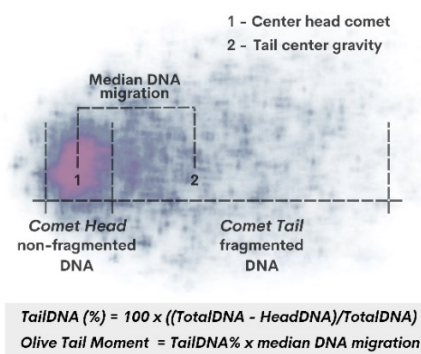 1 - Center head comet
2 - Tail center gravity
Median DNA
migration
1
2
Comet Head
non-fragmented
DNA
Comet Tail
fragmented
DNA
TailDNA (%) = 100 x ((TotalDNA - HeadDNA)/TotalDNA)
Olive Tail Moment = TailDNA% x median DNA migration